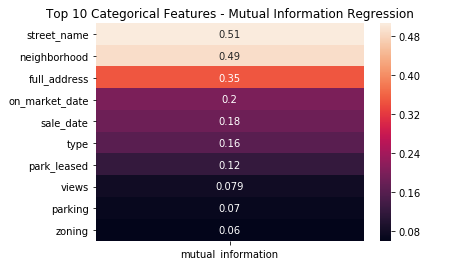 Top 10 Categorical Features - Mutual Information Regression
street_name
0.51
neighborhood
0.49
full_address
0.35
on_market_date
0.2
sale_date
0.18
type
0.16
park_leased
0.12
views
0.079
parking
0.07
zoning
0.06
mutual_information
0.48
0.40
0.32
0.24
0.16
0.08